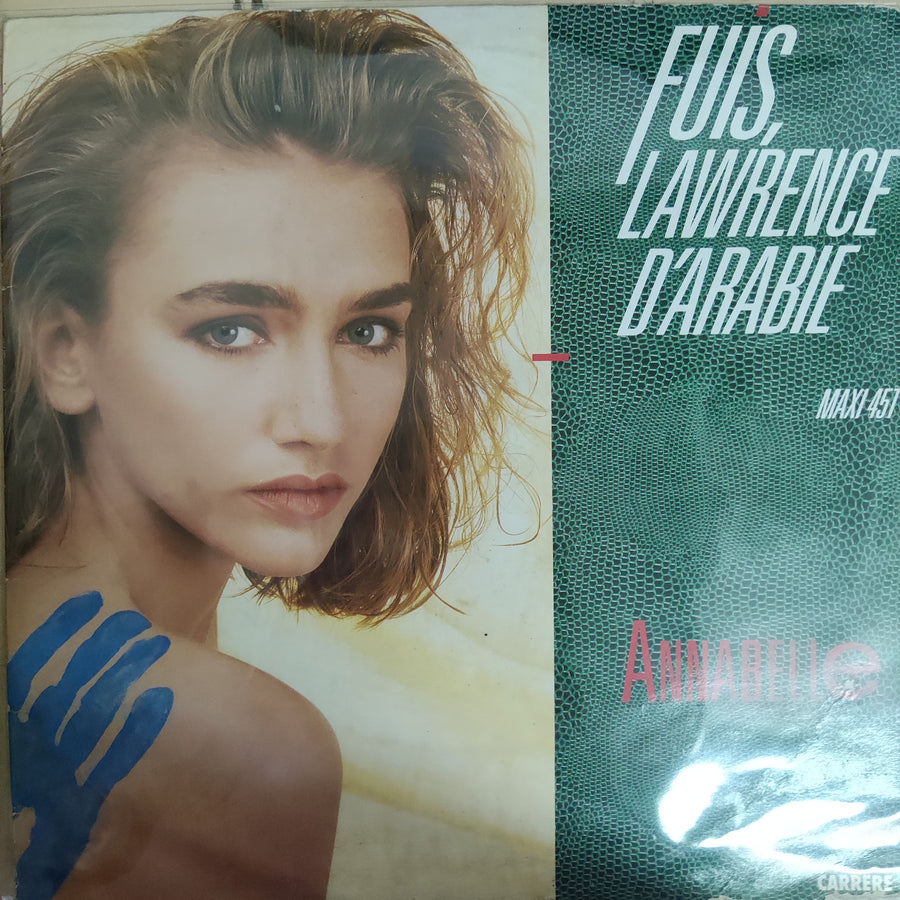 FUIS,
LAWRENCE
D'ARABIE
MAXI 45T
ANNABELLe
CARRERE